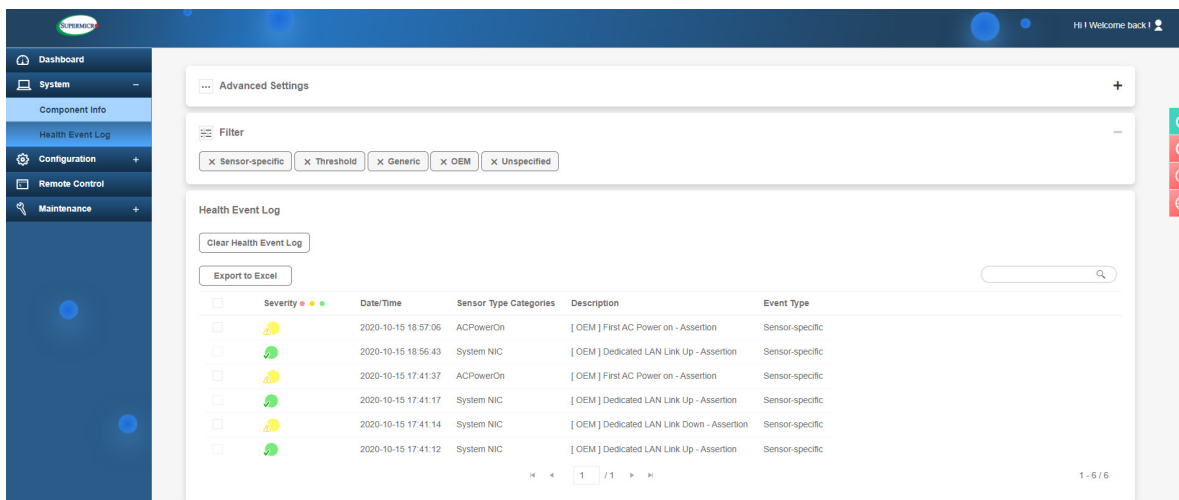 SUPERMICR
Hi ! Welcome back !
Dashboard
System −
Component Info
Health Event Log
Configuration +
Remote Control
Maintenance +
... Advanced Settings +
Filter −
× Sensor-specific × Threshold × Generic × OEM × Unspecified
Health Event Log
Clear Health Event Log
Export to Excel
Severity Date/Time Sensor Type Categories Description Event Type
2020-10-15 18:57:06 ACPowerOn [ OEM ] First AC Power on - Assertion Sensor-specific
2020-10-15 18:56:43 System NIC [ OEM ] Dedicated LAN Link Up - Assertion Sensor-specific
2020-10-15 17:41:37 ACPowerOn [ OEM ] First AC Power on - Assertion Sensor-specific
2020-10-15 17:41:17 System NIC [ OEM ] Dedicated LAN Link Up - Assertion Sensor-specific
2020-10-15 17:41:14 System NIC [ OEM ] Dedicated LAN Link Down - Assertion Sensor-specific
2020-10-15 17:41:12 System NIC [ OEM ] Dedicated LAN Link Up - Assertion Sensor-specific
1 / 1 1 - 6 / 6